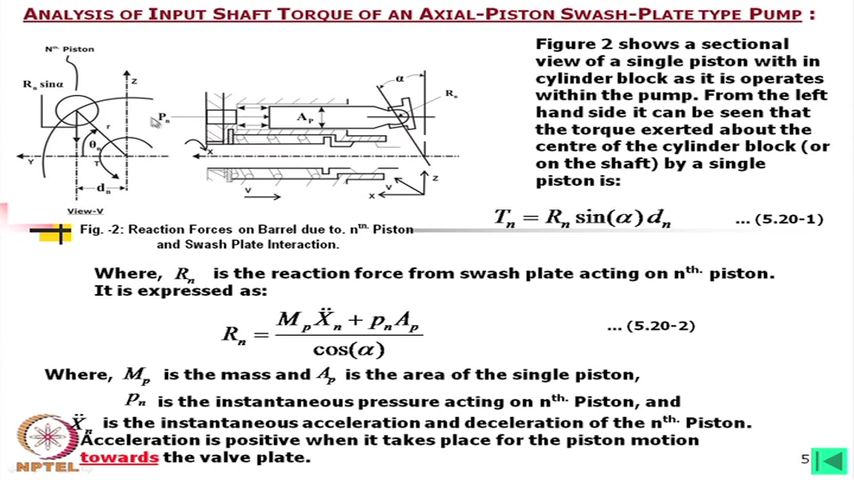 ANALYSIS OF INPUT SHAFT TORQUE OF AN AXIAL-PISTON SWASH-PLATE TYPE PUMP :
Nth. Piston
Rn sinα
Z
r
θn
Y
T
dn
View-V
Pn
AP
α
Rn
X
V
V
X
Z
Fig. -2: Reaction Forces on Barrel due to. nth. Piston
and Swash Plate Interaction.
Figure 2 shows a sectional
view of a single piston with in
cylinder block as it is operates
within the pump. From the left
hand side it can be seen that
the torque exerted about the
centre of the cylinder block (or
on the shaft) by a single
piston is:
Tn = Rn sin(α)dn ... (5.20-1)
Where, Rn is the reaction force from swash plate acting on nth. piston.
It is expressed as:
Rn = (MpẌn + pnAp) / cos(α) ... (5.20-2)
Where, Mp is the mass and Ap is the area of the single piston,
pn is the instantaneous pressure acting on nth. Piston, and
Ẍn is the instantaneous acceleration and deceleration of the nth. Piston.
Acceleration is positive when it takes place for the piston motion
towards the valve plate.
NPTEL
5